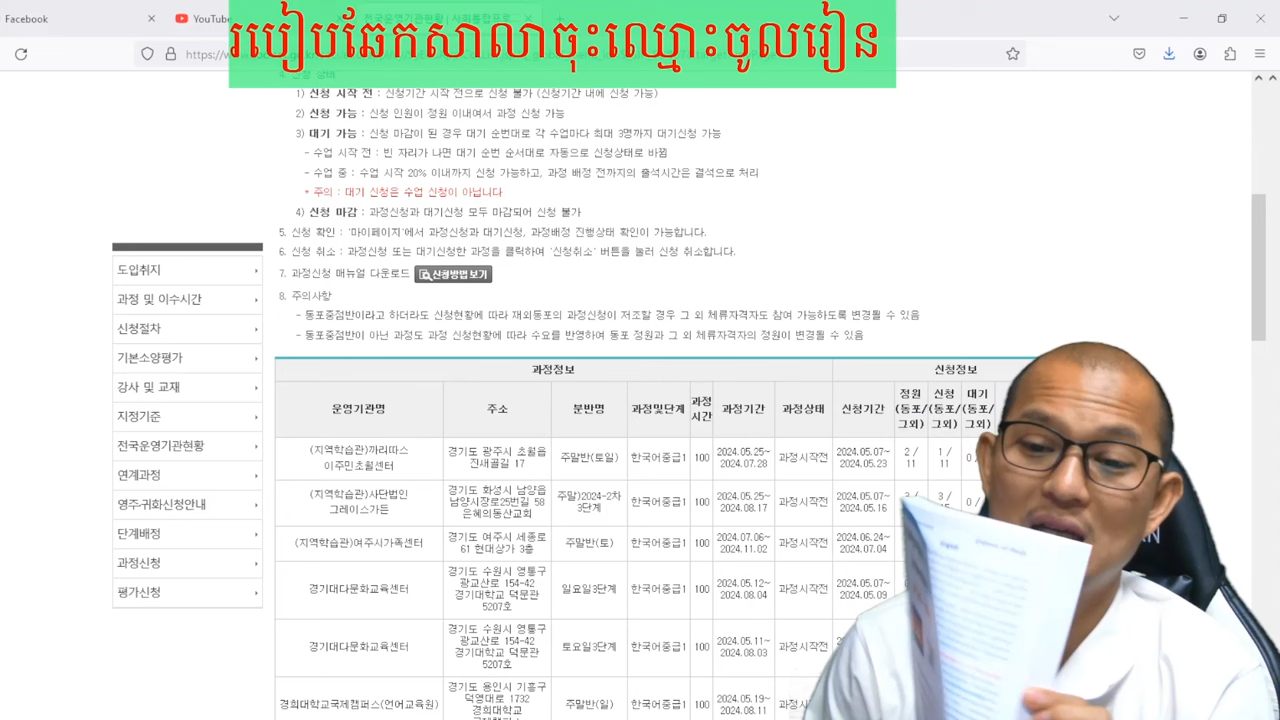 Facebook
YouTube
전국운영기관현황 | 사회통합프로
របៀបឆែកសាលាចុះឈ្មោះចូលរៀន
https://www
4. 신청 상태
1) 신청 시작 전 : 신청기간 시작 전으로 신청 불가 (신청기간 내에 신청 가능)
2) 신청 가능 : 신청 인원이 정원 이내여서 과정 신청 가능
3) 대기 가능 : 신청 마감이 된 경우 대기 순번대로 각 수업마다 최대 3명까지 대기신청 가능
- 수업 시작 전 : 빈 자리가 나면 대기 순번 순서대로 자동으로 신청상태로 바뀜
- 수업 중 : 수업 시작 20% 이내까지 신청 가능하고, 과정 배정 전까지의 출석시간은 결석으로 처리
* 주의 : 대기 신청은 수업 신청이 아닙니다
4) 신청 마감 : 과정신청과 대기신청 모두 마감되어 신청 불가
5. 신청 확인 : '마이페이지'에서 과정신청과 대기신청, 과정배정 진행상태 확인이 가능합니다.
6. 신청 취소 : 과정신청 또는 대기신청한 과정을 클릭하여 '신청취소' 버튼을 눌러 신청 취소합니다.
7. 과정신청 매뉴얼 다운로드 신청방법보기
8. 주의사항
- 동포중점반이라고 하더라도 신청현황에 따라 재외동포의 과정신청이 저조할 경우 그 외 체류자격자도 참여 가능하도록 변경될 수 있음
- 동포중점반이 아닌 과정도 과정 신청현황에 따라 수요를 반영하여 동포 정원과 그 외 체류자격자의 정원이 변경될 수 있음
도입취지
과정 및 이수시간
신청절차
기본소양평가
강사 및 교재
지정기준
전국운영기관현황
연계과정
영주·귀화신청안내
단계배정
과정신청
평가신청
과정정보 신청정보
운영기관명 주소 분반명 과정및단계 과정시간 과정기간 과정상태 신청기간 정원(동포/그외) 신청(동포/그외) 대기(동포/그외)
(지역학습관)까리따스 이주민초월센터 경기도 광주시 초월읍 진새골길 17 주말반(토일) 한국어중급1 100 2024.05.25~2024.07.28 과정시작전 2024.05.07~2024.05.23 2 / 11 1 / 11 0 /
(지역학습관)사단법인 그레이스가든 경기도 화성시 남양읍 남양시장로25번길 58 은혜의동산교회 주말)2024-2차 3단계 한국어중급1 100 2024.05.25~2024.08.17 과정시작전 2024.05.07~2024.05.16 3 / 3 / 0 /
(지역학습관)여주시가족센터 경기도 여주시 세종로 61 현대상가 3층 주말반(토) 한국어중급1 100 2024.07.06~2024.11.02 과정시작전 2024.06.24~2024.07.04
경기대다문화교육센터 경기도 수원시 영통구 광교산로 154-42 경기대학교 덕문관 5207호 일요일3단계 한국어중급1 100 2024.05.12~2024.08.04 과정시작전 2024.05.07~2024.05.09
경기대다문화교육센터 경기도 수원시 영통구 광교산로 154-42 경기대학교 덕문관 5207호 토요일3단계 한국어중급1 100 2024.05.11~2024.08.03 과정시작전
경희대학교국제캠퍼스(언어교육원) 경기도 용인시 기흥구 덕영대로 1732 경희대학교 주말반(일) 한국어중급1 100 2024.05.19~2024.08.11 과정시작전